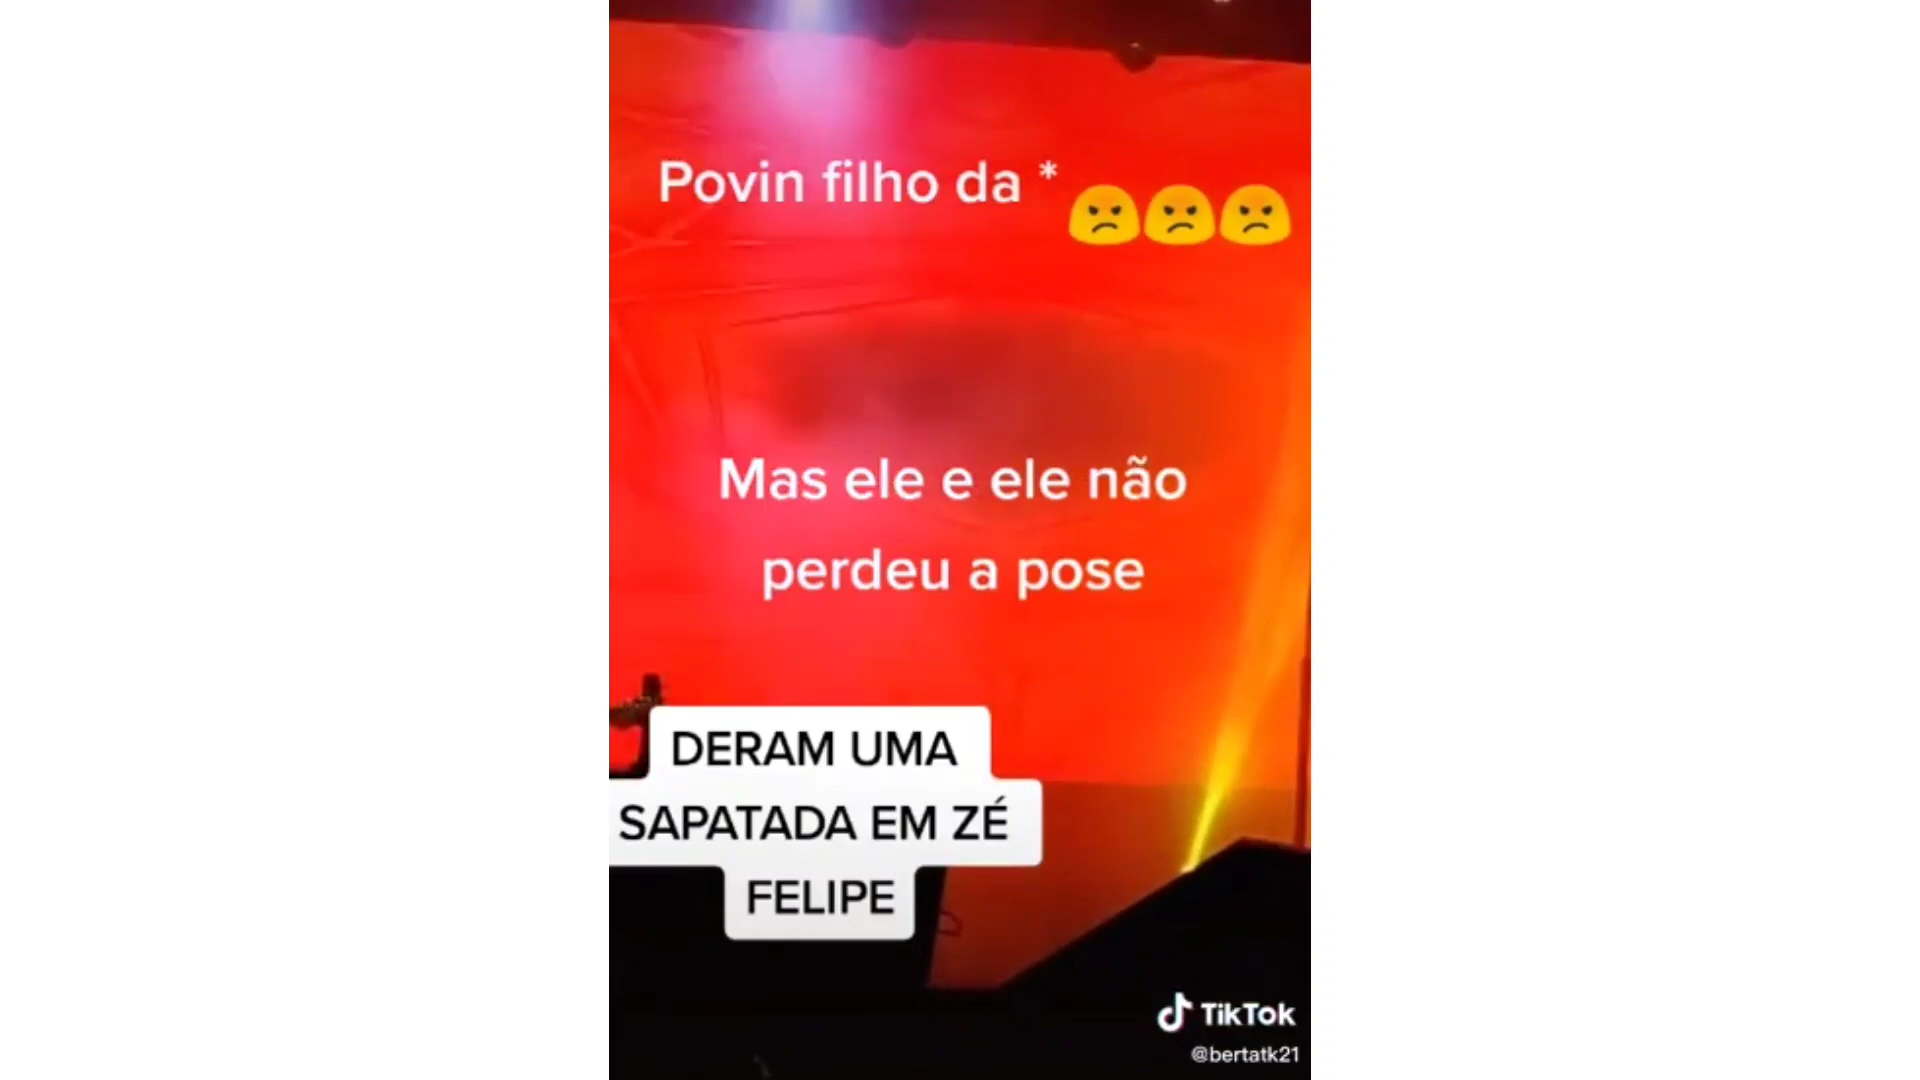 Povin filho da * 😠😠😠
Mas ele e ele não
perdeu a pose
DERAM UMA
SAPATADA EM ZÉ
FELIPE
TikTok
@bertatk21